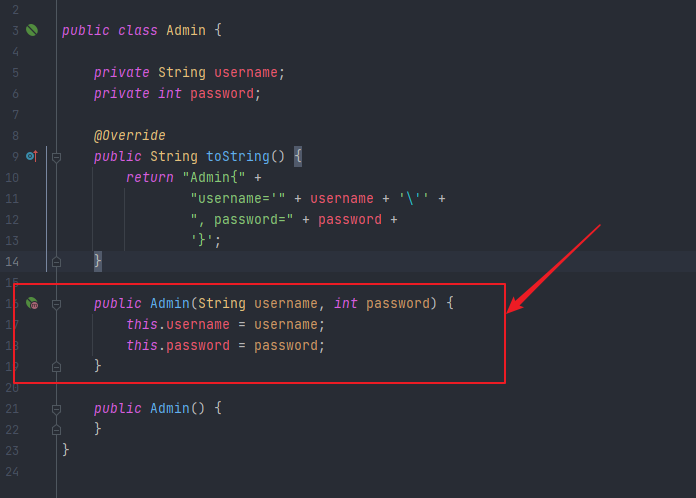 2
3 public class Admin {
4
5 private String username;
6 private int password;
7
8 @Override
9 public String toString() {
10 return "Admin{" +
11 "username='" + username + '\'' +
12 ", password=" + password +
13 '}';
14 }
15
16 public Admin(String username, int password) {
17 this.username = username;
18 this.password = password;
19 }
20
21 public Admin() {
22 }
23 }
24